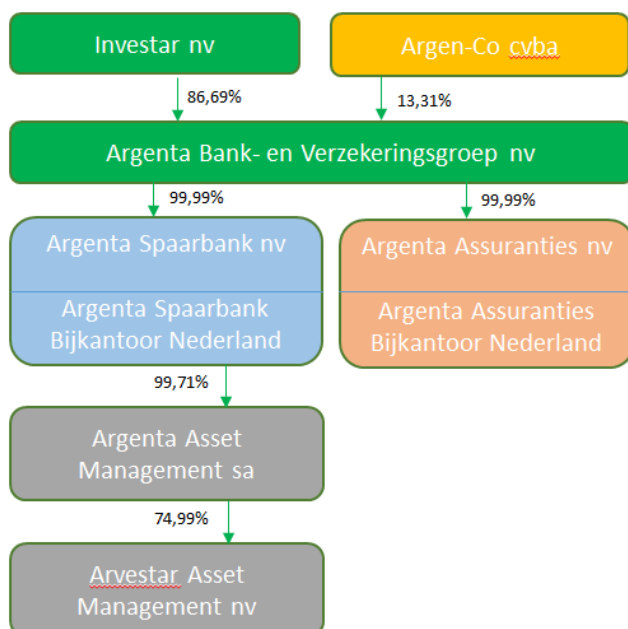 Investar nv
Argen-Co cvba
86,69%
13,31%
Argenta Bank- en Verzekeringsgroep nv
99,99%
99,99%
Argenta Spaarbank nv
Argenta Assuranties nv
Argenta Spaarbank
Bijkantoor Nederland
Argenta Assuranties
Bijkantoor Nederland
99,71%
Argenta Asset
Management sa
74,99%
Arvestar Asset
Management nv